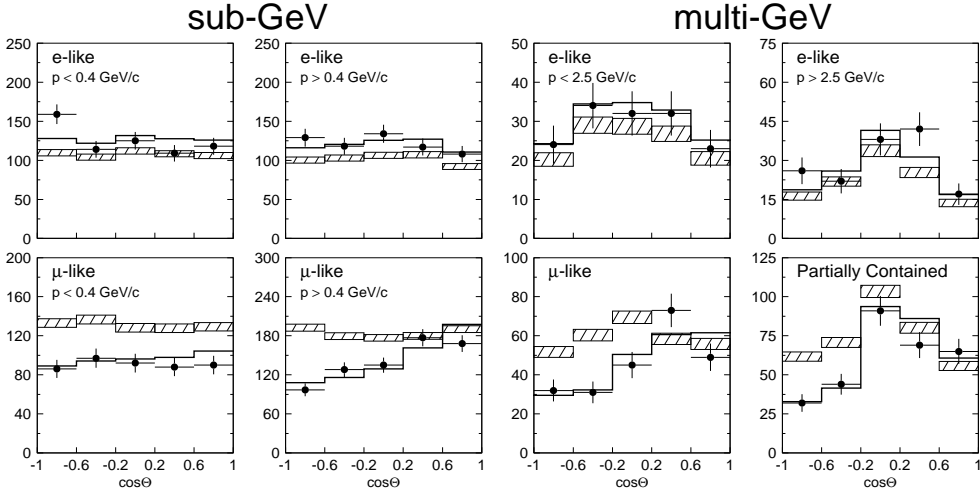 sub-GeV multi-GeV
250
200
150
100
50
0
e-like
p < 0.4 GeV/c
250
200
150
100
50
0
e-like
p > 0.4 GeV/c
50
40
30
20
10
0
e-like
p < 2.5 GeV/c
75
60
45
30
15
0
e-like
p > 2.5 GeV/c
200
160
120
80
40
0
μ-like
p < 0.4 GeV/c
-1 -0.6 -0.2 0.2 0.6 1
cosΘ
300
240
180
120
60
0
μ-like
p > 0.4 GeV/c
-1 -0.6 -0.2 0.2 0.6 1
cosΘ
100
80
60
40
20
0
μ-like
-1 -0.6 -0.2 0.2 0.6 1
cosΘ
125
100
75
50
25
0
Partially Contained
-1 -0.6 -0.2 0.2 0.6 1
cosΘ